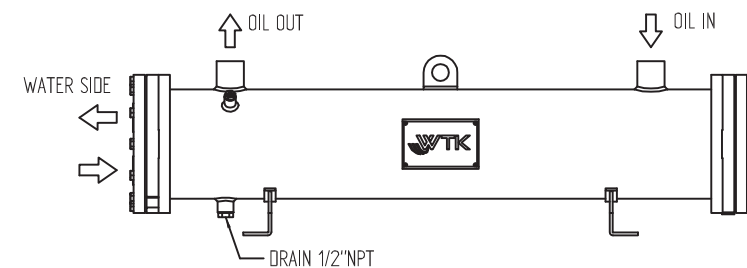 OIL OUT
OIL IN
WATER SIDE
WTK
DRAIN 1/2"NPT